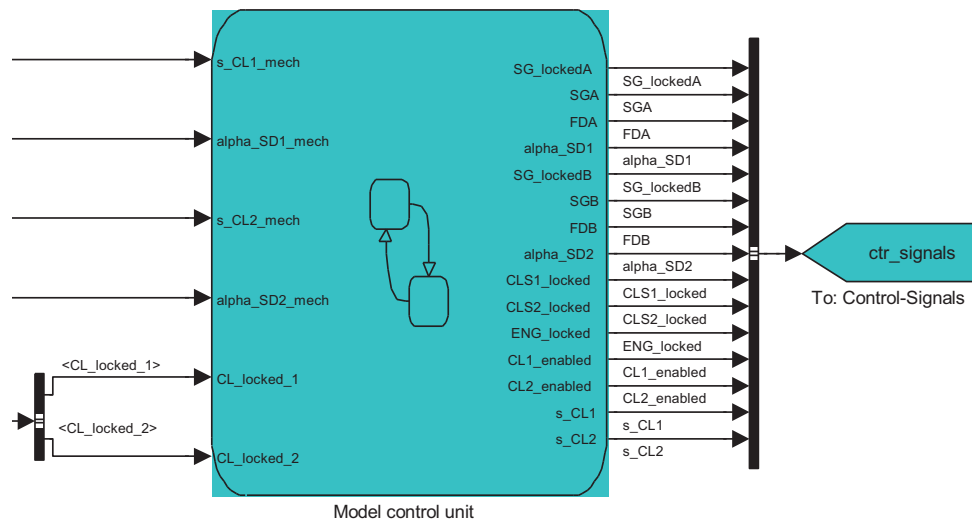 s_CL1_mech
alpha_SD1_mech
s_CL2_mech
alpha_SD2_mech
<CL_locked_1>
CL_locked_1
<CL_locked_2>
CL_locked_2
SG_lockedA
SGA
FDA
alpha_SD1
SG_lockedB
SGB
FDB
alpha_SD2
CLS1_locked
CLS2_locked
ENG_locked
CL1_enabled
CL2_enabled
s_CL1
s_CL2
SG_lockedA
SGA
FDA
alpha_SD1
SG_lockedB
SGB
FDB
alpha_SD2
CLS1_locked
CLS2_locked
ENG_locked
CL1_enabled
CL2_enabled
s_CL1
s_CL2
ctr_signals
To: Control-Signals
Model control unit